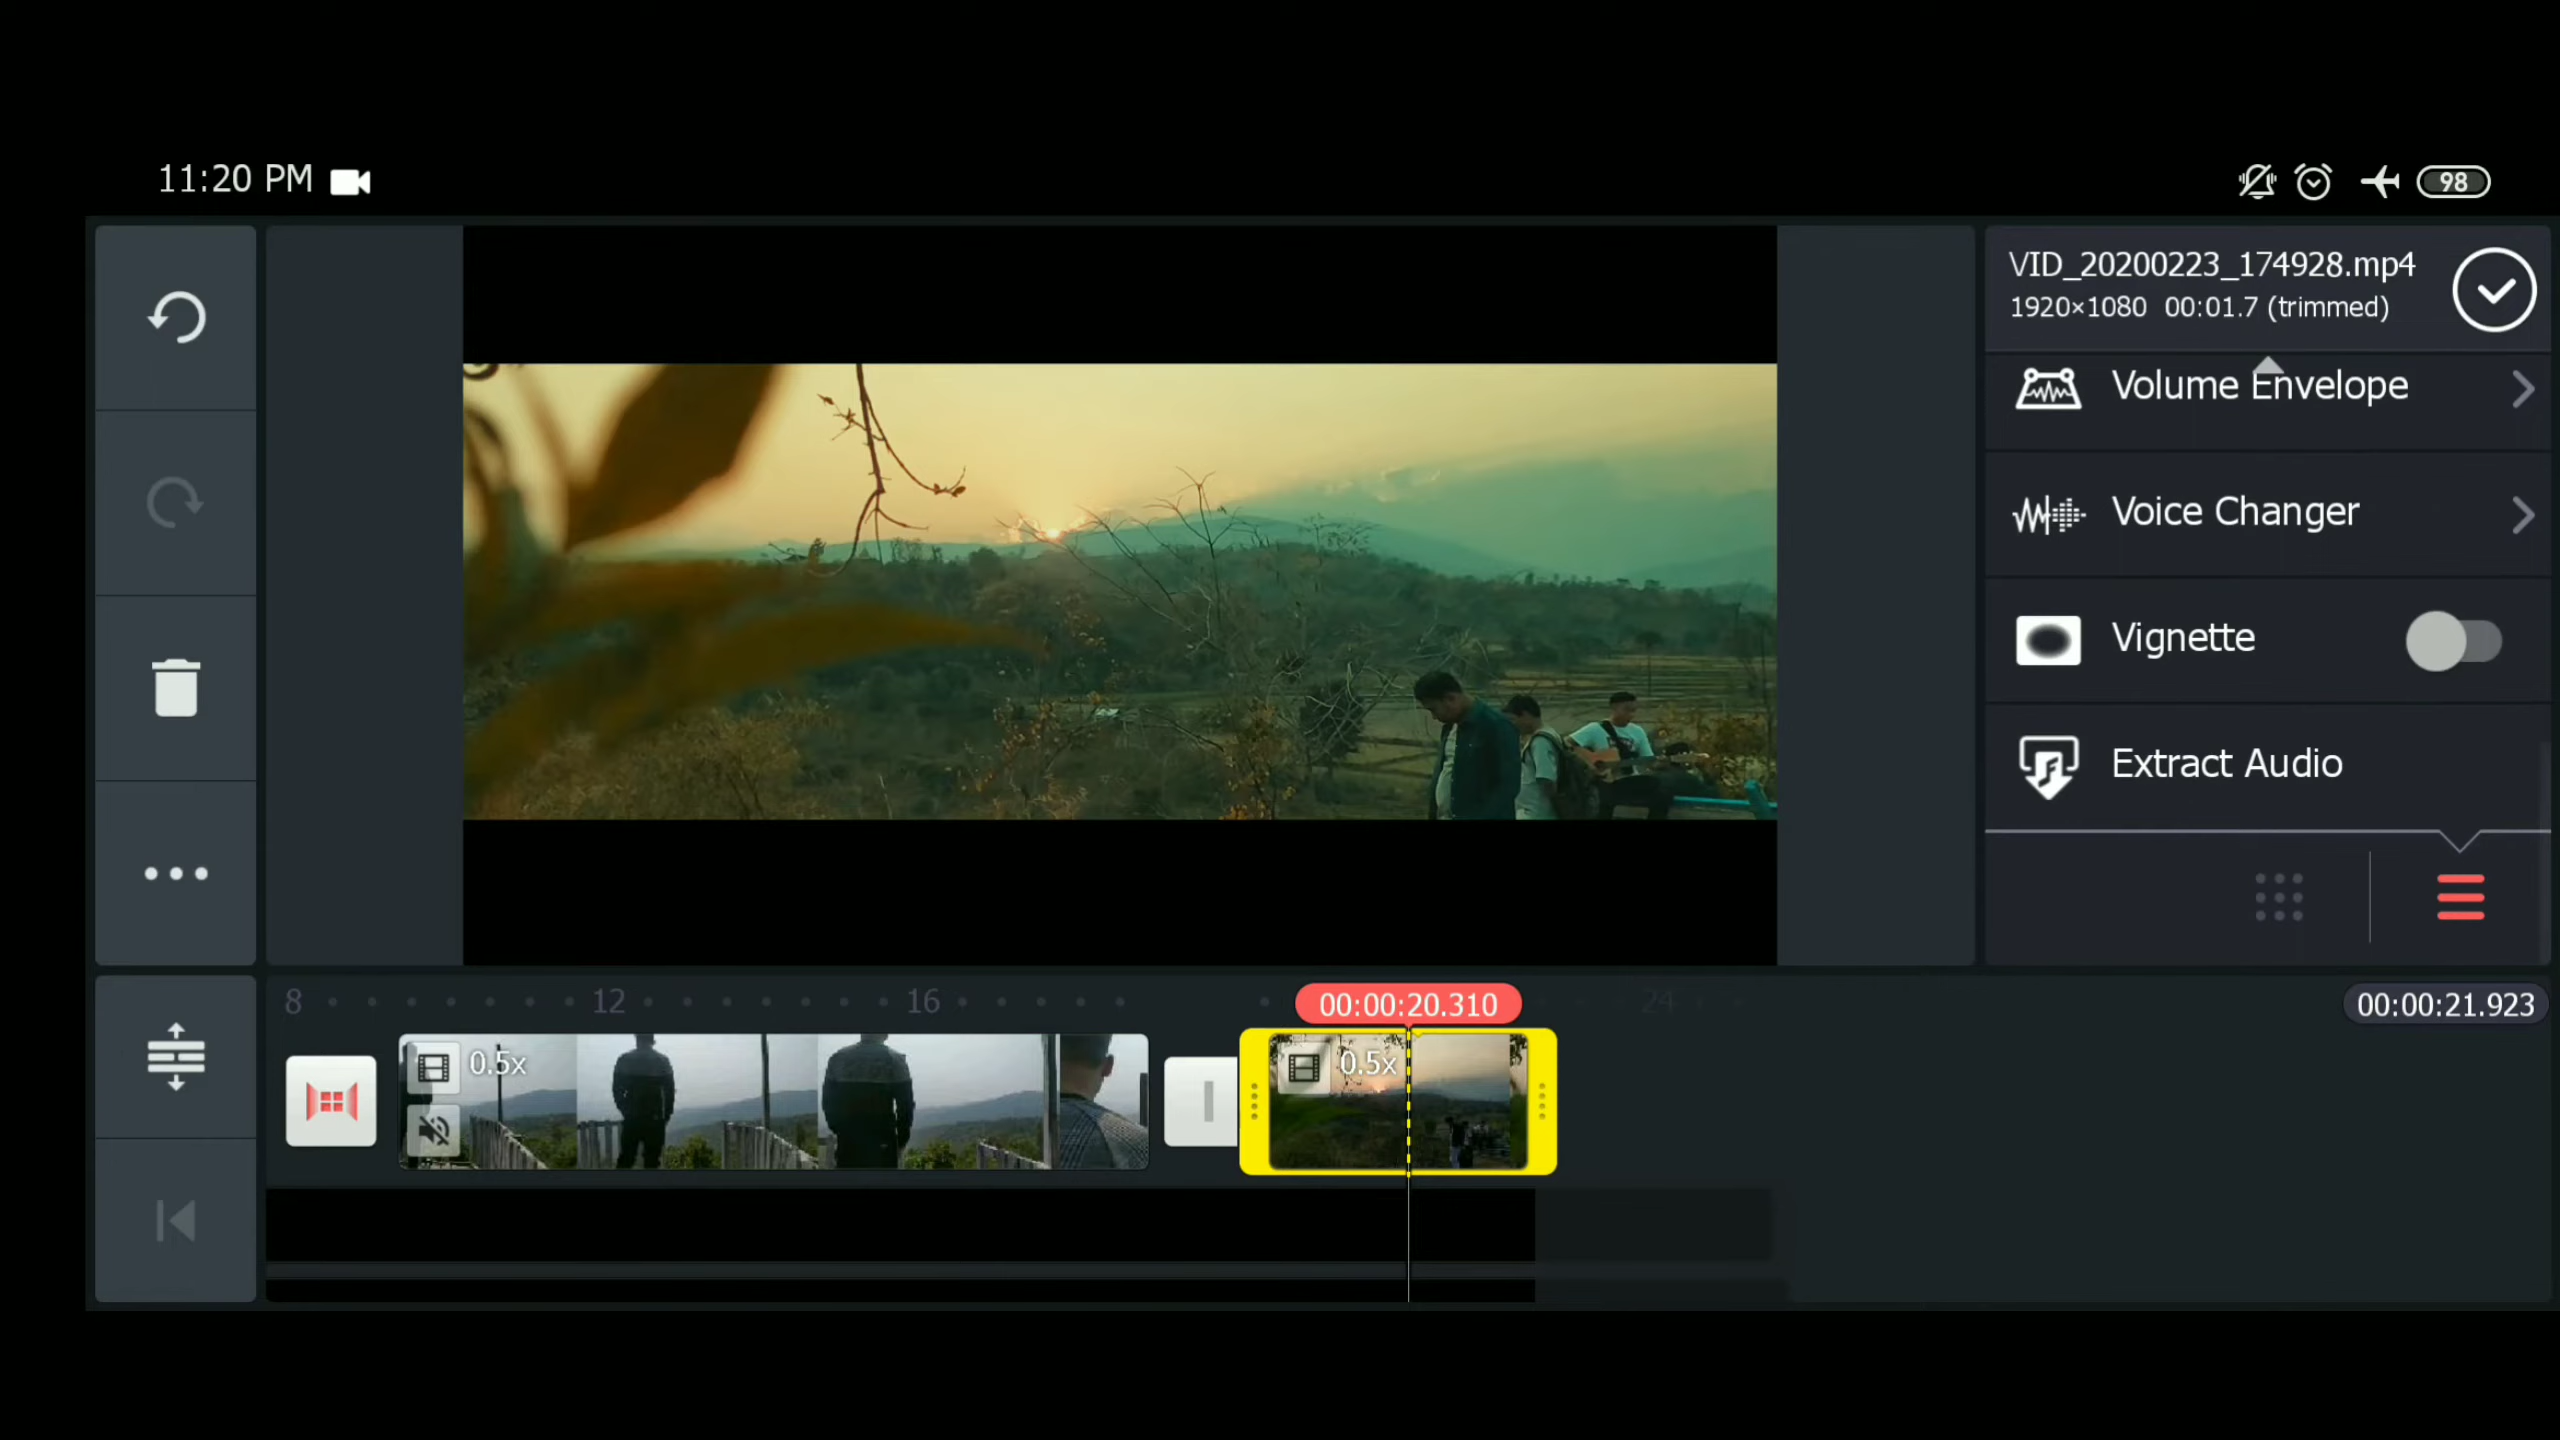 11:20 PM
98
VID_20200223_174928.mp4
1920×1080 00:01.7 (trimmed)
Volume Envelope
Voice Changer
Vignette
Extract Audio
8
12
16
00:00:20.310
24
00:00:21.923
0.5x
0.5x